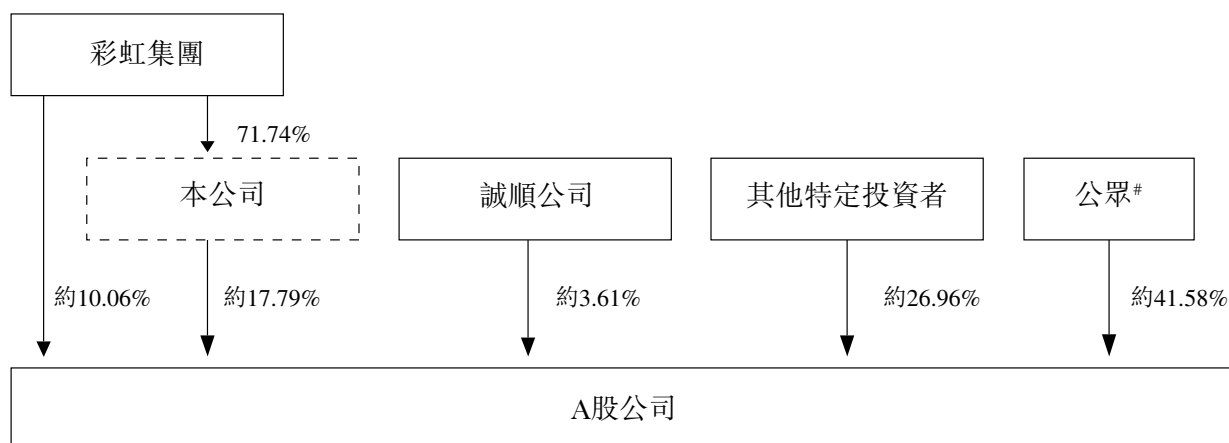 彩虹集團
71.74%
本公司
誠順公司
其他特定投資者
公眾#
約10.06%
約17.79%
約3.61%
約26.96%
約41.58%
A股公司